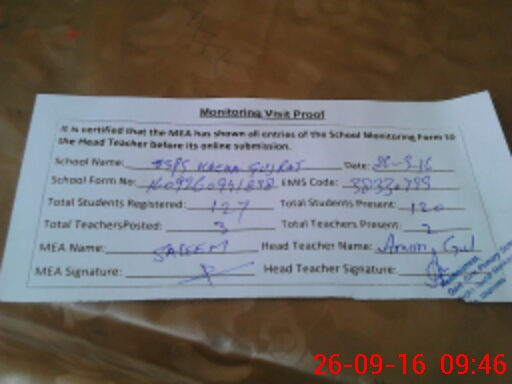 Monitoring Visit Proof
It is certified that the MEA has shown all entries of the School Monitoring Form to
the Head Teacher before its online submission.
School Name: GUJRAT Date: 26-9-16
School Form No: EMIS Code:
Total Students Registered: 127 Total Students Present: 120
Total TeachersPosted: 3 Total Teachers Present: 2
MEA Name: SALEEM Head Teacher Name: Gul
MEA Signature: Head Teacher Signature:
26-09-16 09:46